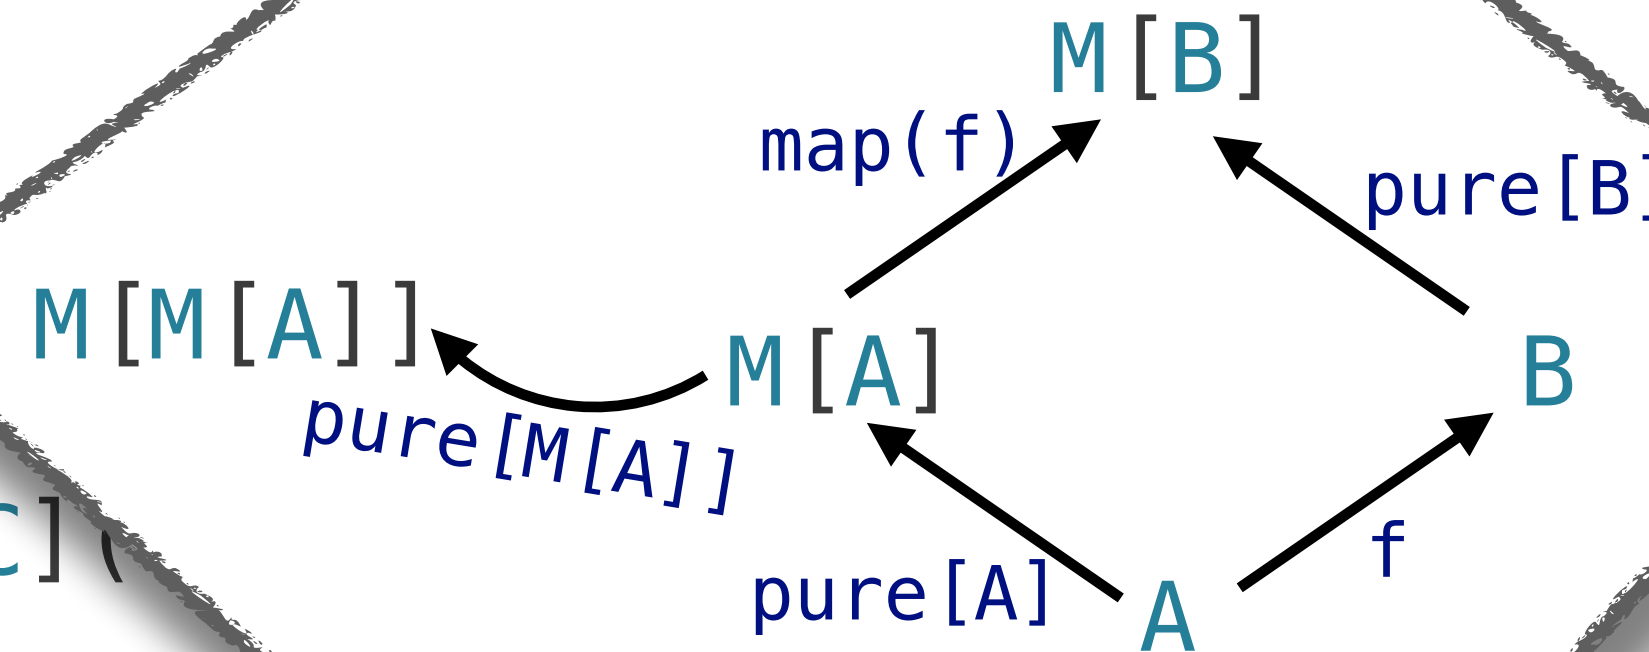 M[B]
map(f)
pure[B]
M[M[A]]
M[A]
B
pure[M[A]]
C](
pure[A]
f
A